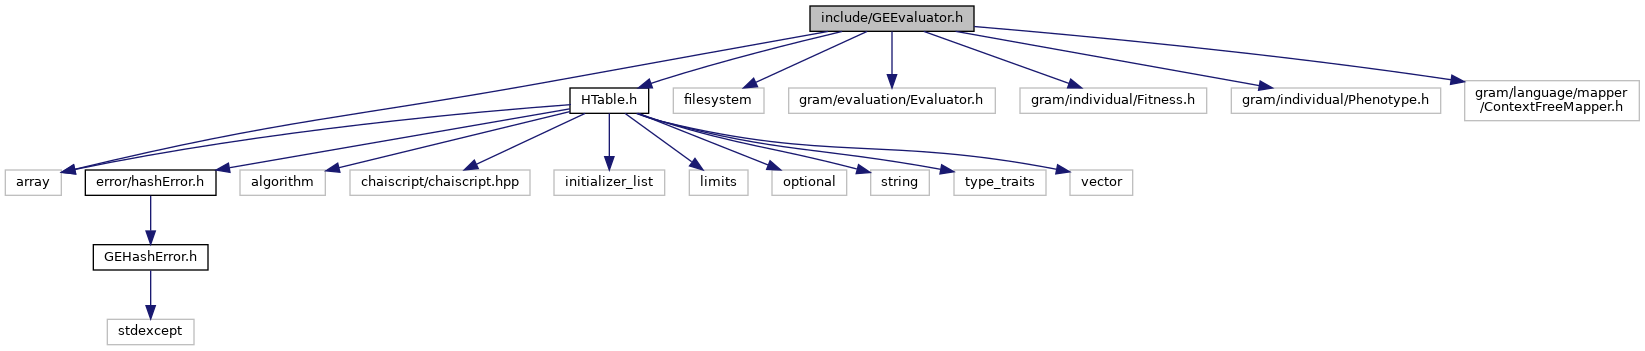 include/GEEvaluator.h
HTable.h
filesystem
gram/evaluation/Evaluator.h
gram/individual/Fitness.h
gram/individual/Phenotype.h
gram/language/mapper
/ContextFreeMapper.h
array
error/hashError.h
algorithm
chaiscript/chaiscript.hpp
initializer_list
limits
optional
string
type_traits
vector
GEHashError.h
stdexcept